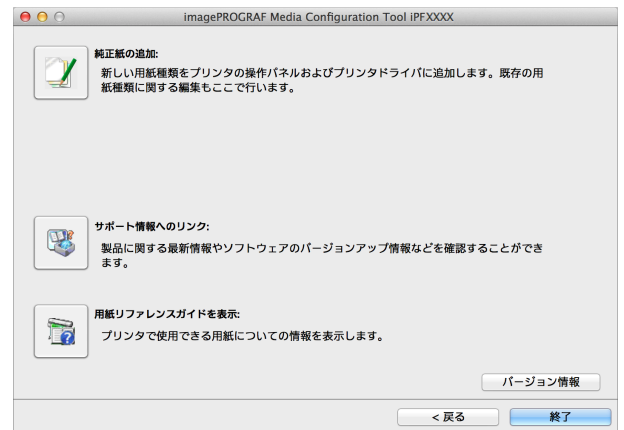 imagePROGRAF Media Configuration Tool iPFXXXX
純正紙の追加:
新しい用紙種類をプリンタの操作パネルおよびプリンタドライバに追加します。既存の用
紙種類に関する編集もここで行います。
サポート情報へのリンク:
製品に関する最新情報やソフトウェアのバージョンアップ情報などを確認することができ
ます。
用紙リファレンスガイドを表示:
プリンタで使用できる用紙についての情報を表示します。
バージョン情報
< 戻る
終了